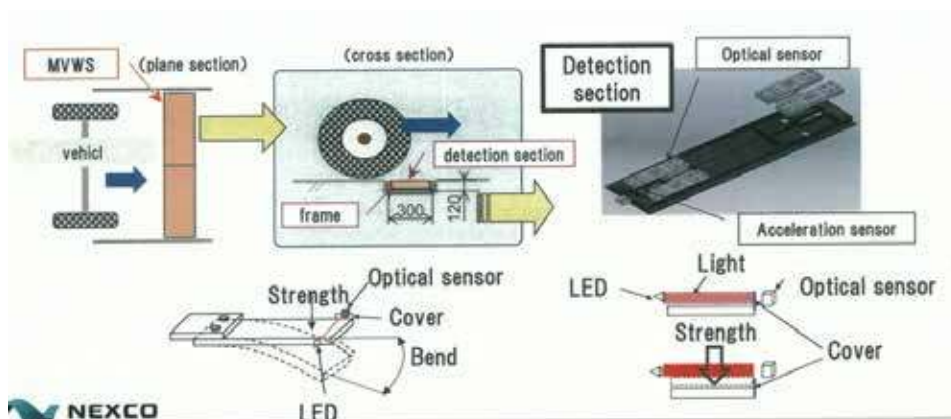 MVWS
(plane section)
(cross section)
Detection
section
Optical sensor
vehicl
detection section
frame
300
120
Acceleration sensor
Optical sensor
Strength
Cover
Bend
LED
Light
LED
Optical sensor
Strength
Cover
NEXCO